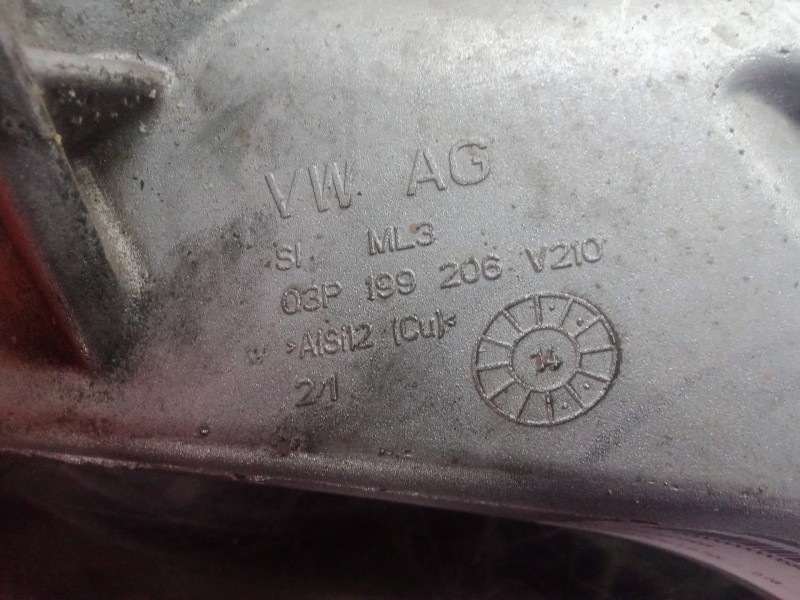 VW AG
SI ML3
03P 199 206 V210
>AlSi12 (Cu)<
2/1
14